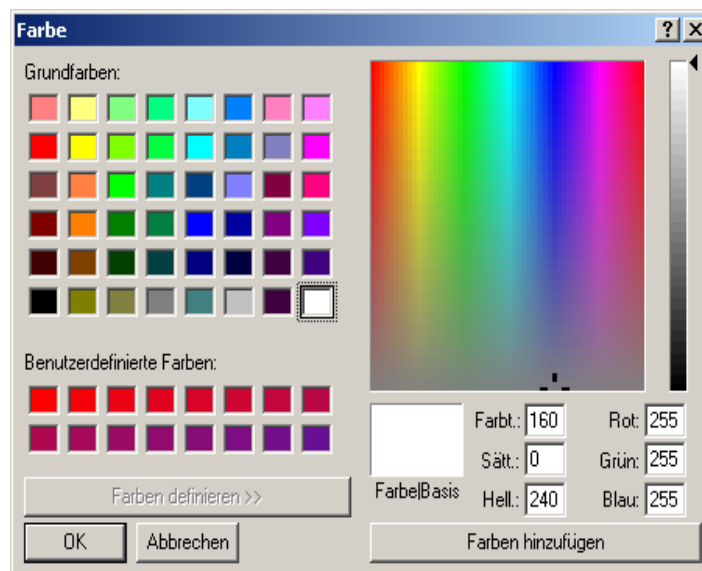 Farbe
Grundfarben:
Benutzerdefinierte Farben:
Farben definieren >>
OK
Abbrechen
Farbe|Basis
Farbt.: 160
Sätt.: 0
Hell.: 240
Rot: 255
Grün: 255
Blau: 255
Farben hinzufügen